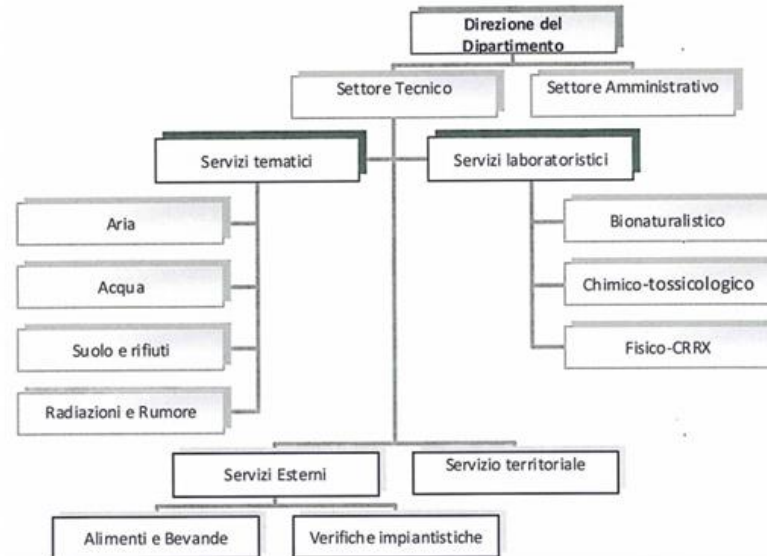 Direzione del
Dipartimento
Settore Tecnico
Settore Amministrativo
Servizi tematici
Servizi laboratoristici
Aria
Bionaturalistico
Acqua
Chimico-tossicologico
Suolo e rifiuti
Fisico-CRRX
Radiazioni e Rumore
Servizi Esterni
Servizio territoriale
Alimenti e Bevande
Verifiche impiantistiche